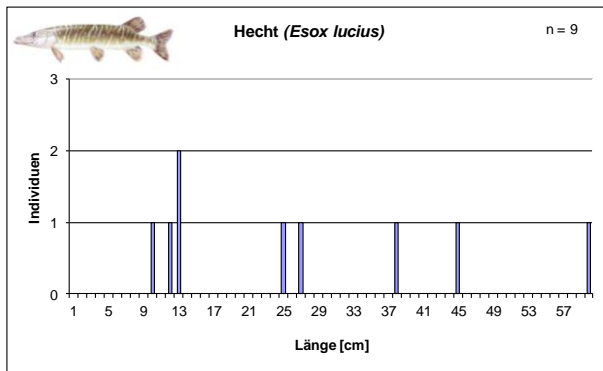 Hecht (Esox lucius)
n = 9
3
2
1
0
Individuen
1 5 9 13 17 21 25 29 33 37 41 45 49 53 57
Länge [cm]